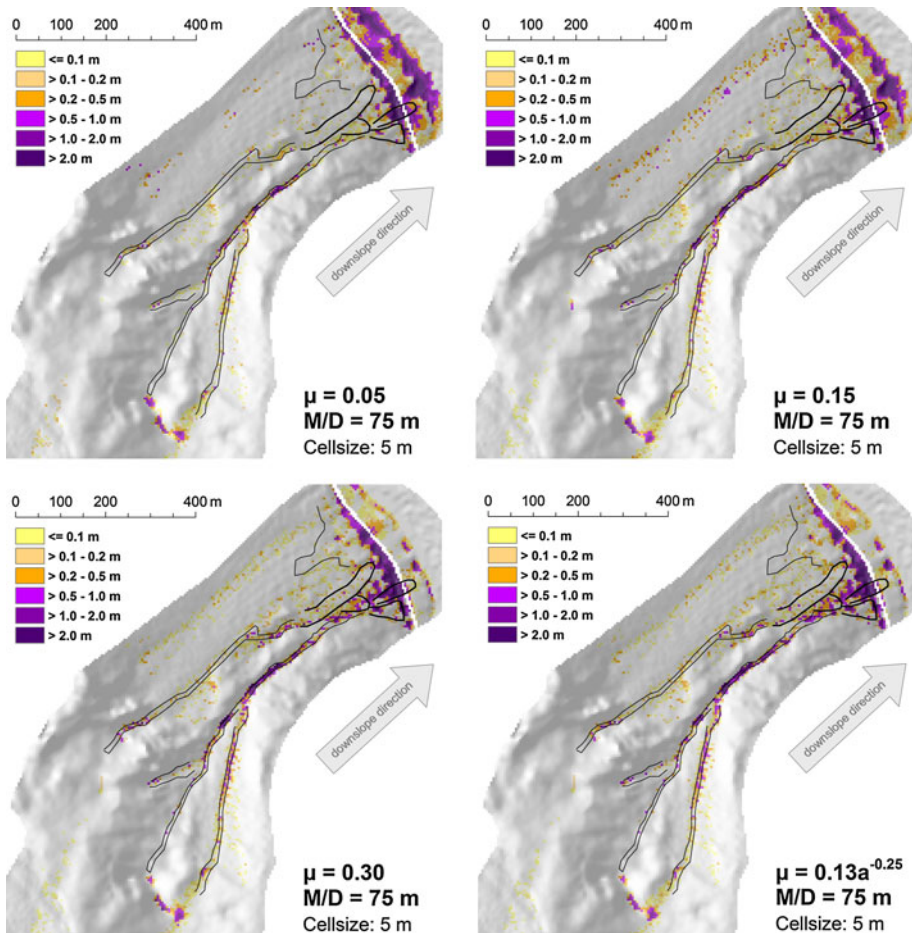 0 100 200 400 m
<= 0.1 m
> 0.1 - 0.2 m
> 0.2 - 0.5 m
> 0.5 - 1.0 m
> 1.0 - 2.0 m
> 2.0 m
downslope direction
µ = 0.05
M/D = 75 m
Cellsize: 5 m
0 100 200 400 m
<= 0.1 m
> 0.1 - 0.2 m
> 0.2 - 0.5 m
> 0.5 - 1.0 m
> 1.0 - 2.0 m
> 2.0 m
downslope direction
µ = 0.15
M/D = 75 m
Cellsize: 5 m
0 100 200 400 m
<= 0.1 m
> 0.1 - 0.2 m
> 0.2 - 0.5 m
> 0.5 - 1.0 m
> 1.0 - 2.0 m
> 2.0 m
downslope direction
µ = 0.30
M/D = 75 m
Cellsize: 5 m
0 100 200 400 m
<= 0.1 m
> 0.1 - 0.2 m
> 0.2 - 0.5 m
> 0.5 - 1.0 m
> 1.0 - 2.0 m
> 2.0 m
downslope direction
µ = 0.13a^-0.25
M/D = 75 m
Cellsize: 5 m